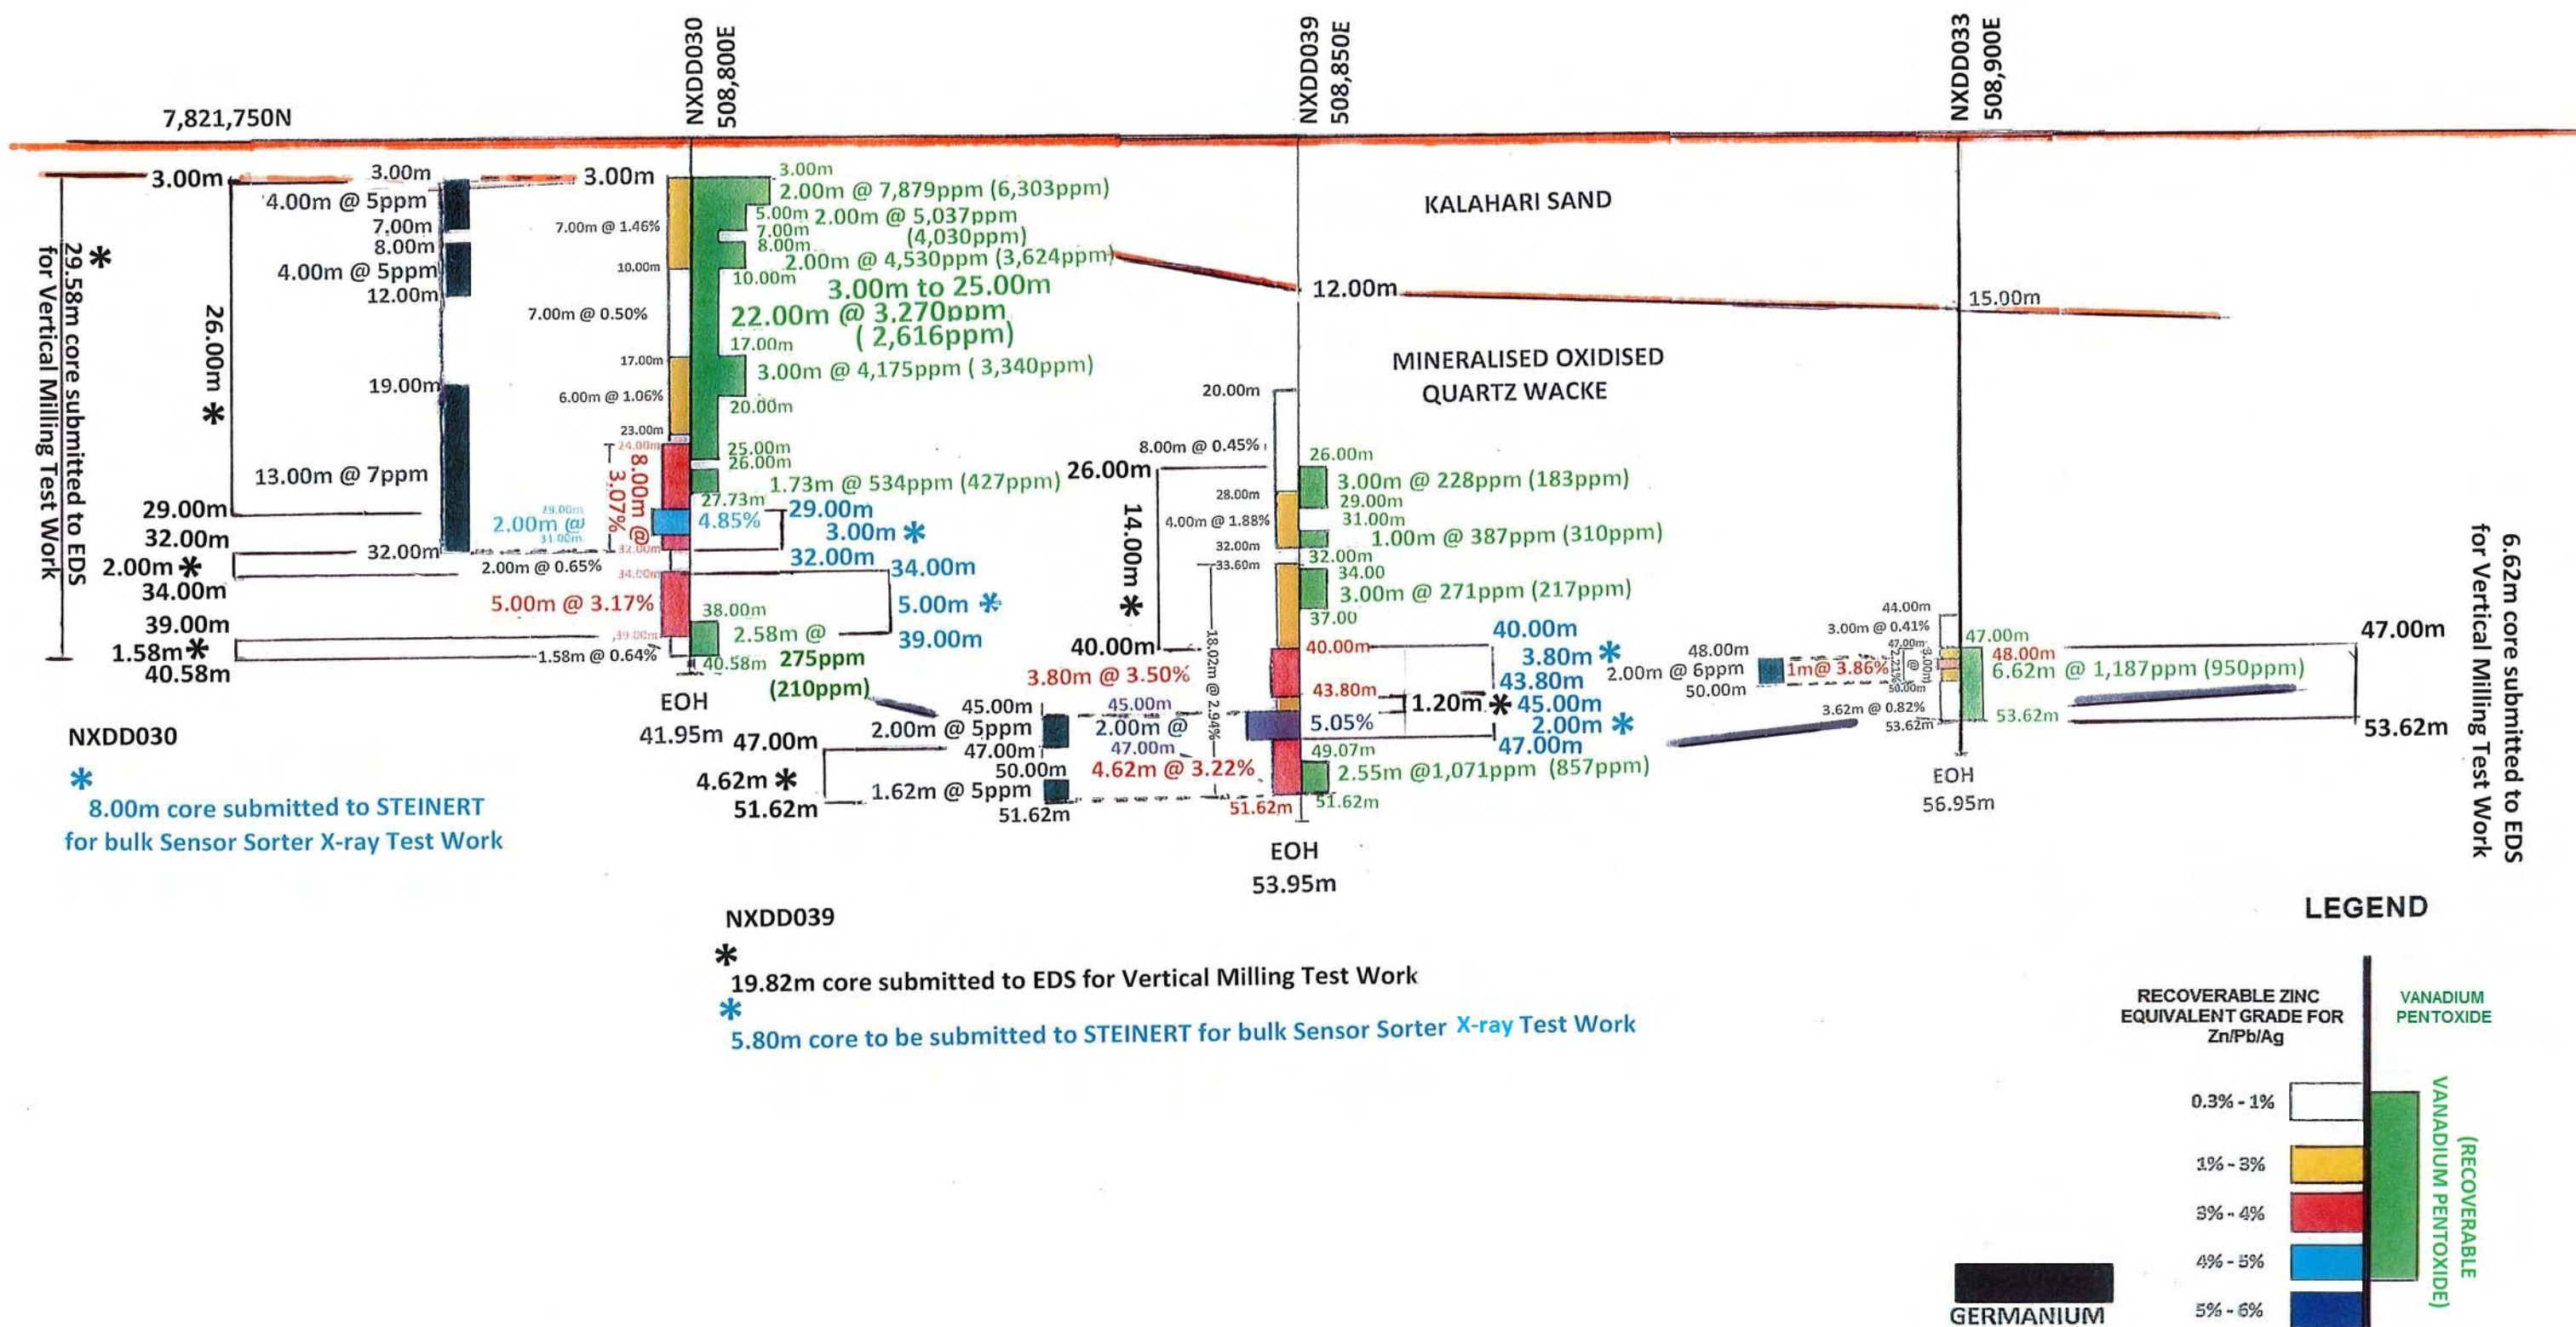 NXDD030
508,800E
NXDD039
508,850E
NXDD033
508,900E
7,821,750N
3.00m
3.00m
4.00m @ 5ppm
7.00m
8.00m
4.00m @ 5ppm
12.00m
19.00m
13.00m @ 7ppm
32.00m
29.58m core submitted to EDS
for Vertical Milling Test Work
*
26.00m *
29.00m
32.00m
2.00m *
34.00m
39.00m
1.58m *
40.58m
3.00m
7.00m @ 1.46%
10.00m
7.00m @ 0.50%
17.00m
6.00m @ 1.06%
23.00m
24.00m
8.00m @
3.07%
29.00m
2.00m @
31.00m
4.85%
32.00m
2.00m @ 0.65%
34.00m
5.00m @ 3.17%
39.00m
1.58m @ 0.64%
3.00m
2.00m @ 7,879ppm (6,303ppm)
5.00m 2.00m @ 5,037ppm
7.00m (4,030ppm)
8.00m
2.00m @ 4,530ppm (3,624ppm)
10.00m
3.00m to 25.00m
22.00m @ 3.270ppm
( 2,616ppm)
17.00m
3.00m @ 4,175ppm ( 3,340ppm)
20.00m
25.00m
26.00m
1.73m @ 534ppm (427ppm)
27.73m
29.00m
3.00m *
32.00m
34.00m
5.00m *
39.00m
38.00m
2.58m @
40.58m 275ppm
(210ppm)
EOH
41.95m
KALAHARI SAND
12.00m
15.00m
MINERALISED OXIDISED
QUARTZ WACKE
20.00m
8.00m @ 0.45%
26.00m
14.00m *
40.00m
28.00m
4.00m @ 1.88%
32.00m
33.60m
18.02m @ 2.94%
26.00m
3.00m @ 228ppm (183ppm)
29.00m
31.00m
1.00m @ 387ppm (310ppm)
32.00m
34.00
3.00m @ 271ppm (217ppm)
37.00
40.00m
3.80m @ 3.50%
43.80m
40.00m
3.80m *
43.80m
1.20m * 45.00m
2.00m *
47.00m
45.00m
2.00m @ 5ppm
47.00m
50.00m
1.62m @ 5ppm
51.62m
45.00m
2.00m @
47.00m
5.05%
4.62m @ 3.22%
51.62m
49.07m
2.55m @1,071ppm (857ppm)
51.62m
47.00m
4.62m *
51.62m
EOH
53.95m
44.00m
3.00m @ 0.41%
47.00m
48.00m
2.00m @ 6ppm
50.00m
1m@ 3.86%
3.00m
@
2.21%
50.00m
3.62m @ 0.82%
53.62m
47.00m
48.00m
6.62m @ 1,187ppm (950ppm)
53.62m
47.00m
53.62m
EOH
56.95m
6.62m core submitted to EDS
for Vertical Milling Test Work
NXDD030
*
8.00m core submitted to STEINERT
for bulk Sensor Sorter X-ray Test Work
NXDD039
*
19.82m core submitted to EDS for Vertical Milling Test Work
*
5.80m core to be submitted to STEINERT for bulk Sensor Sorter X-ray Test Work
LEGEND
RECOVERABLE ZINC
EQUIVALENT GRADE FOR
Zn/Pb/Ag
VANADIUM
PENTOXIDE
0.3% - 1%
1% - 3%
3% - 4%
4% - 5%
5% - 6%
(RECOVERABLE
VANADIUM PENTOXIDE)
GERMANIUM